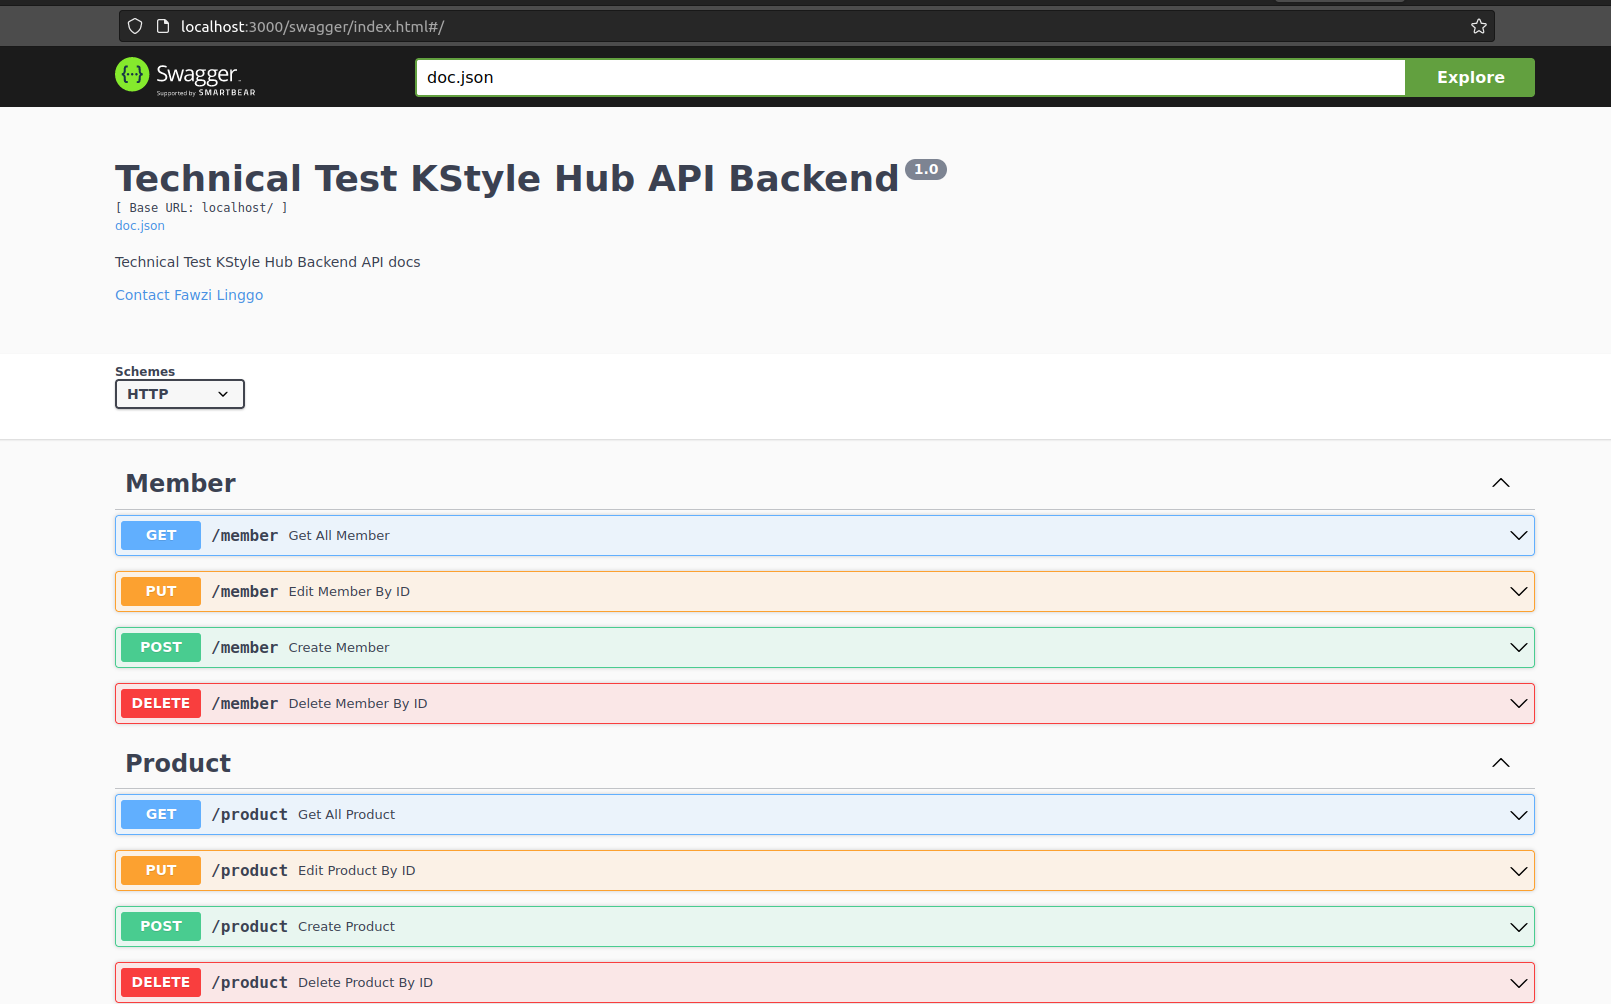 localhost:3000/swagger/index.html#/
{···} Swagger.
Supported by SMARTBEAR
doc.json
Explore
Technical Test KStyle Hub API Backend 1.0
[ Base URL: localhost/ ]
doc.json
Technical Test KStyle Hub Backend API docs
Contact Fawzi Linggo
Schemes
HTTP
Member
GET /member Get All Member
PUT /member Edit Member By ID
POST /member Create Member
DELETE /member Delete Member By ID
Product
GET /product Get All Product
PUT /product Edit Product By ID
POST /product Create Product
DELETE /product Delete Product By ID